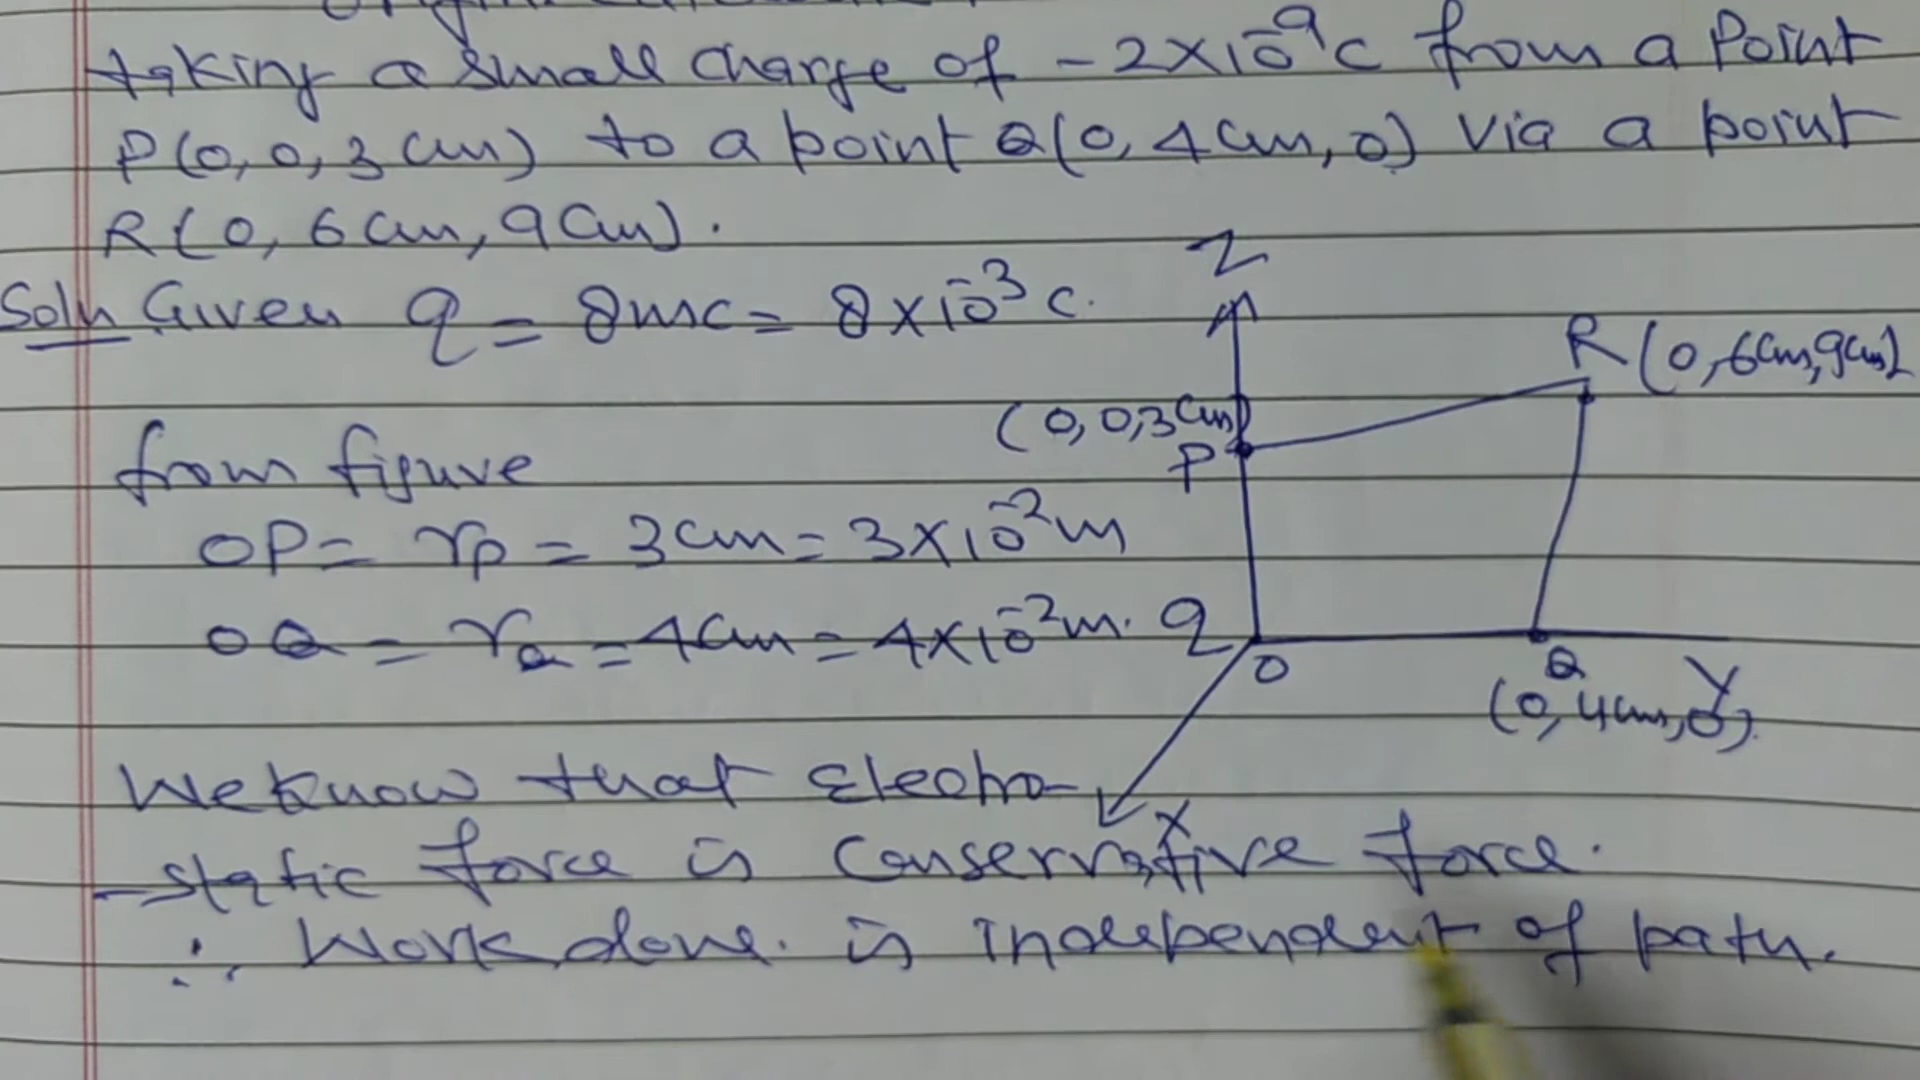 taking a small charge of -2×10⁻⁹c from a Point
P(0,0,3cm) to a point Q(0,4cm,0) via a point
R(0,6cm,9cm).
Soln Given q = 8mc = 8×10⁻³c.
Z
R(0,6cm,9cm)
(0,0,3cm)
P
from figure
OP = rp = 3cm = 3×10⁻²m
OQ = rQ = 4cm = 4×10⁻²m.
q
O
Q
Y
(0,4cm,0).
X
We know that Electro-
-static force is Conservative force.
∴ Work done. is independent of path.